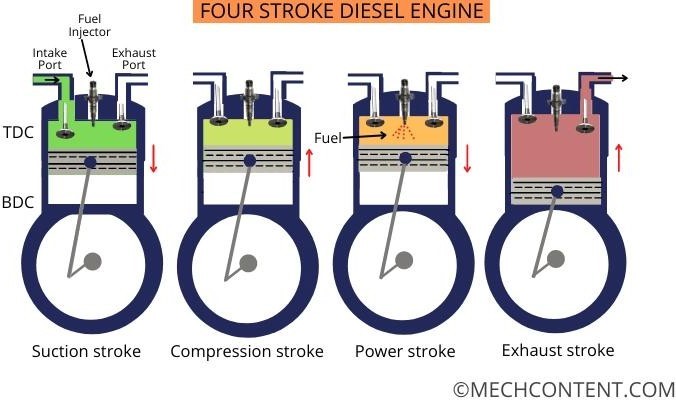 FOUR STROKE DIESEL ENGINE
Fuel
Injector
Intake
Port
Exhaust
Port
TDC
Fuel
BDC
Suction stroke
Compression stroke
Power stroke
Exhaust stroke
©MECHCONTENT.COM